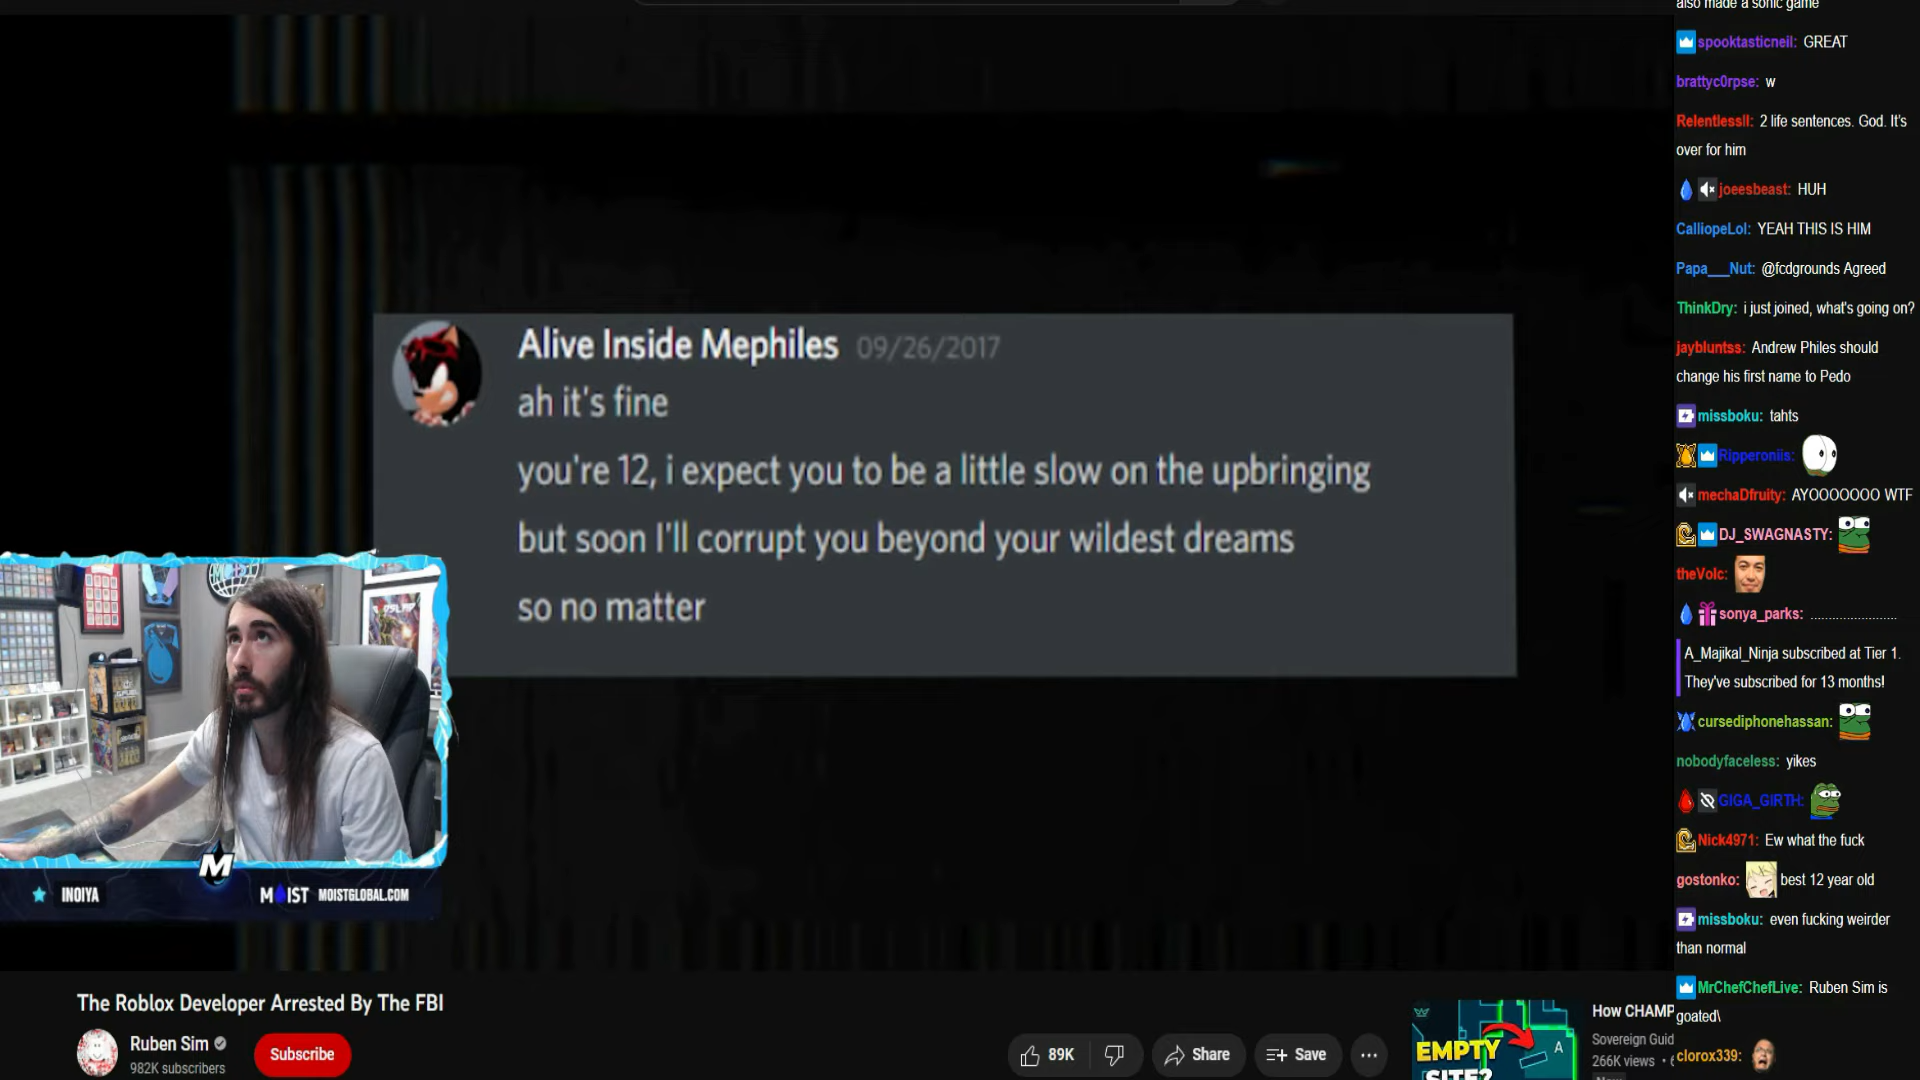 Alive Inside Mephiles 09/26/2017
ah it's fine
you're 12, i expect you to be a little slow on the upbringing
but soon I'll corrupt you beyond your wildest dreams
so no matter
INOIYA
M
MOIST MOISTGLOBAL.COM
The Roblox Developer Arrested By The FBI
Ruben Sim
982K subscribers
Subscribe
89K
Share
Save
EMPTY
SITE?
A
How CHAMP
Sovereign Guid
266K views
also made a sonic game
spooktasticneil: GREAT
brattyc0rpse: w
Relentlessll: 2 life sentences. God. It's
over for him
joeesbeast: HUH
CalliopeLol: YEAH THIS IS HIM
Papa___Nut: @fcdgrounds Agreed
ThinkDry: i just joined, what's going on?
jaybluntss: Andrew Philes should
change his first name to Pedo
missboku: tahts
Ripperoniis:
mechaDfruity: AYOOOOOOO WTF
DJ_SWAGNASTY:
theVolc:
sonya_parks: ........................
A_Majikal_Ninja subscribed at Tier 1.
They've subscribed for 13 months!
cursediphonehassan:
nobodyfaceless: yikes
GIGA_GIRTH:
Nick4971: Ew what the fuck
gostonko: best 12 year old
missboku: even fucking weirder
than normal
MrChefChefLive: Ruben Sim is
goated\
clorox339: